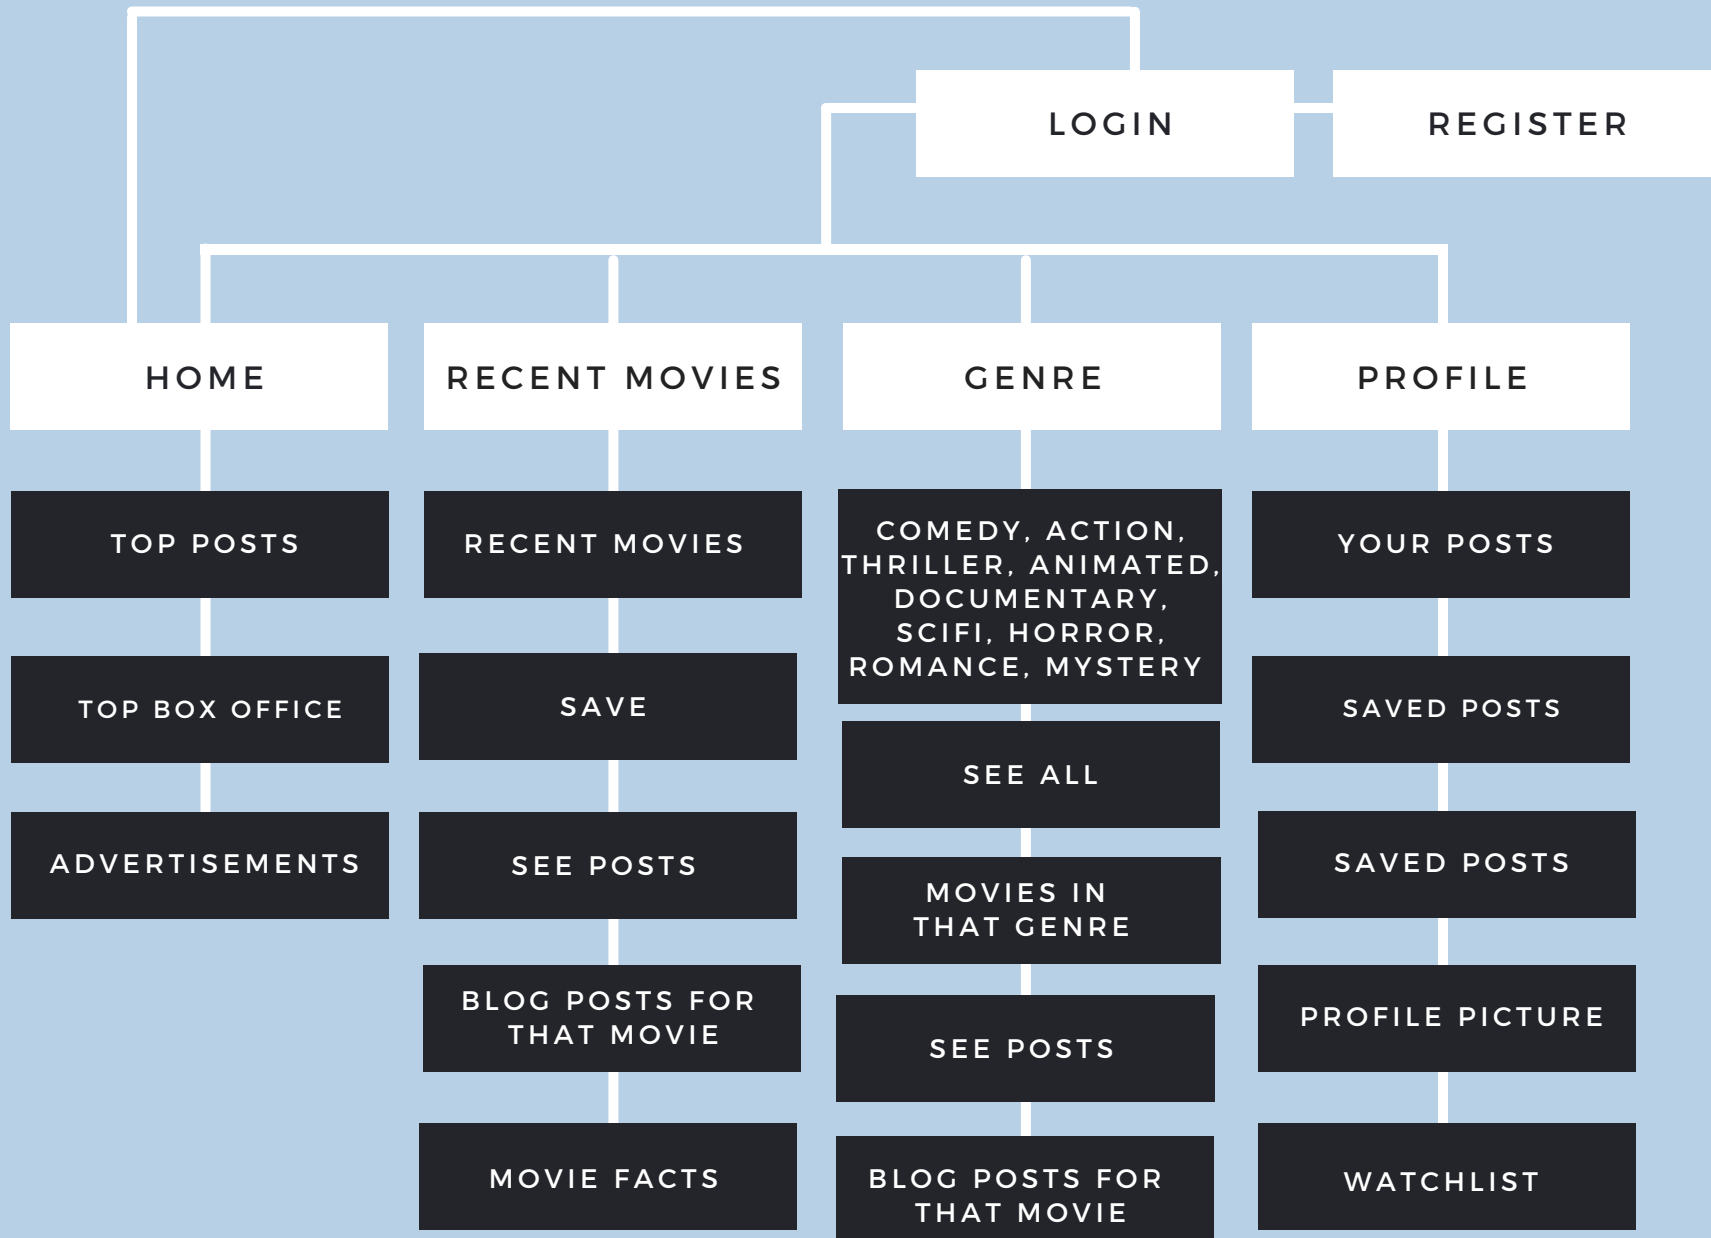 LOGIN
REGISTER
HOME
RECENT MOVIES
GENRE
PROFILE
TOP POSTS
TOP BOX OFFICE
ADVERTISEMENTS
RECENT MOVIES
SAVE
SEE POSTS
BLOG POSTS FOR
THAT MOVIE
MOVIE FACTS
COMEDY, ACTION,
THRILLER, ANIMATED,
DOCUMENTARY,
SCIFI, HORROR,
ROMANCE, MYSTERY
SEE ALL
MOVIES IN
THAT GENRE
SEE POSTS
BLOG POSTS FOR
THAT MOVIE
YOUR POSTS
SAVED POSTS
SAVED POSTS
PROFILE PICTURE
WATCHLIST